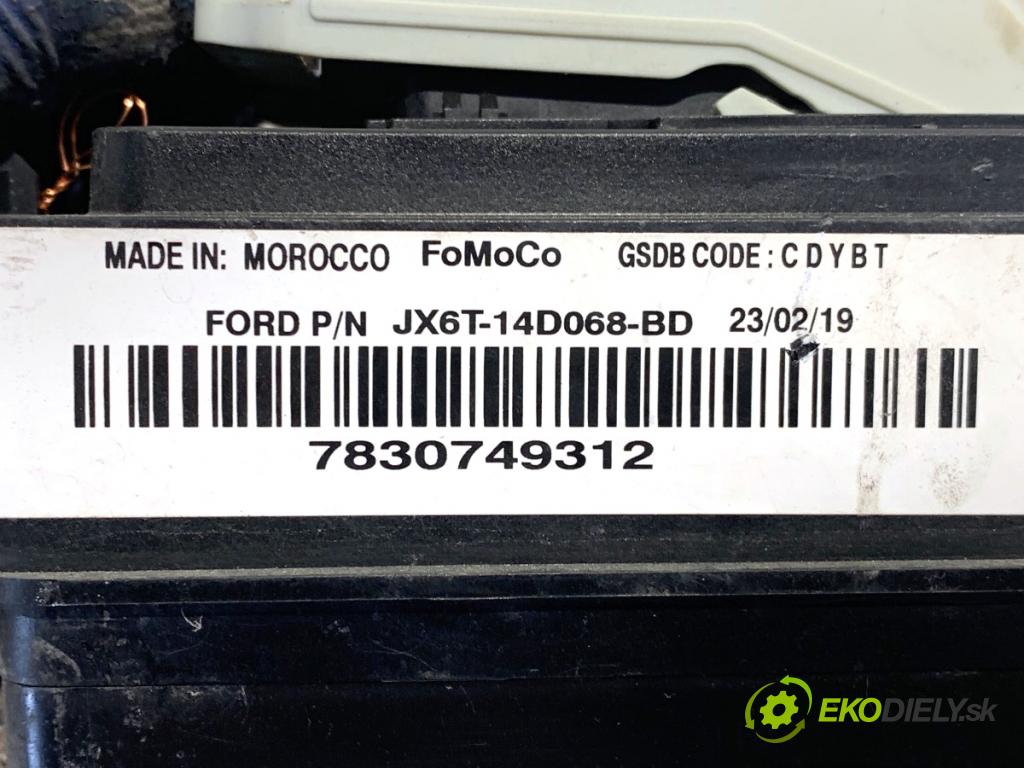 MADE IN: MOROCCO FoMoCo GSDB CODE : C D Y B T
FORD P/N JX6T-14D068-BD 23/02/19
7830749312
EKODIELY.sk